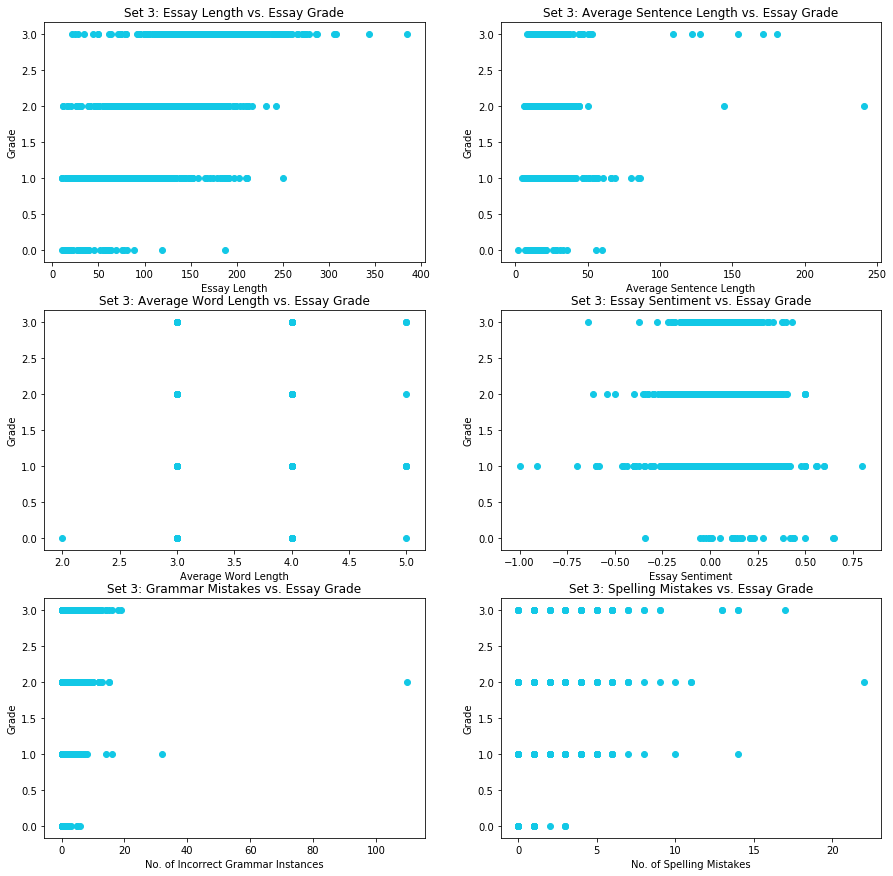 Set 3: Essay Length vs. Essay Grade
3.0
2.5
2.0
1.5
1.0
0.5
0.0
Grade
0 50 100 150 200 250 300 350 400
Essay Length
Set 3: Average Sentence Length vs. Essay Grade
3.0
2.5
2.0
1.5
1.0
0.5
0.0
Grade
0 50 100 150 200 250
Average Sentence Length
Set 3: Average Word Length vs. Essay Grade
3.0
2.5
2.0
1.5
1.0
0.5
0.0
Grade
2.0 2.5 3.0 3.5 4.0 4.5 5.0
Average Word Length
Set 3: Essay Sentiment vs. Essay Grade
3.0
2.5
2.0
1.5
1.0
0.5
0.0
Grade
−1.00 −0.75 −0.50 −0.25 0.00 0.25 0.50 0.75
Essay Sentiment
Set 3: Grammar Mistakes vs. Essay Grade
3.0
2.5
2.0
1.5
1.0
0.5
0.0
Grade
0 20 40 60 80 100
No. of Incorrect Grammar Instances
Set 3: Spelling Mistakes vs. Essay Grade
3.0
2.5
2.0
1.5
1.0
0.5
0.0
Grade
0 5 10 15 20
No. of Spelling Mistakes